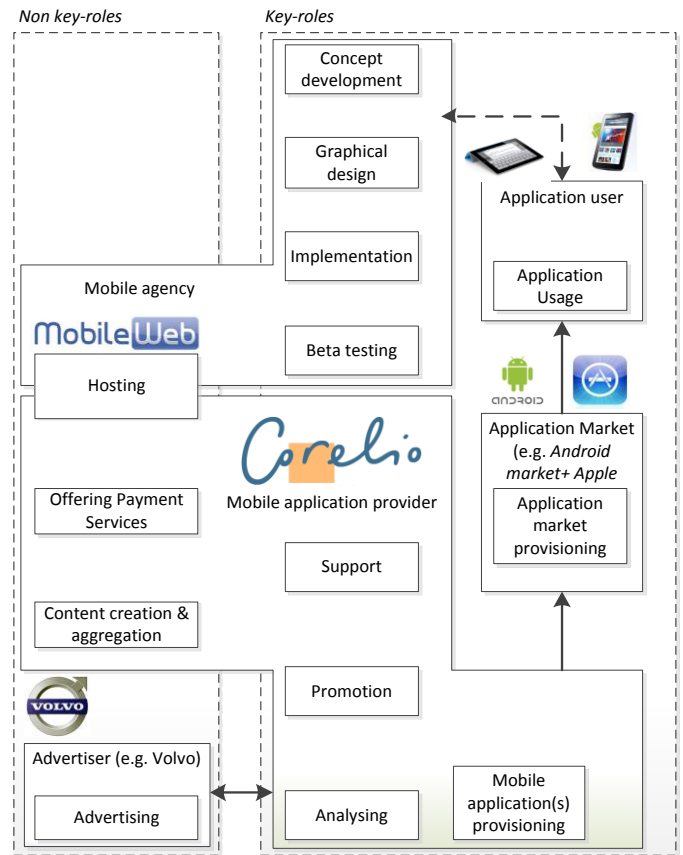 Non key-roles
Key-roles
Concept
development
Graphical
design
Application user
Implementation
Application
Usage
Mobile agency
MobileWeb
Beta testing
Hosting
ANDROID
Corelio
Application Market
(e.g. Android
market+ Apple
Mobile application provider
Offering Payment
Services
Application
market
provisioning
Support
Content creation &
aggregation
Promotion
VOLVO
Advertiser (e.g. Volvo)
Advertising
Analysing
Mobile
application(s)
provisioning